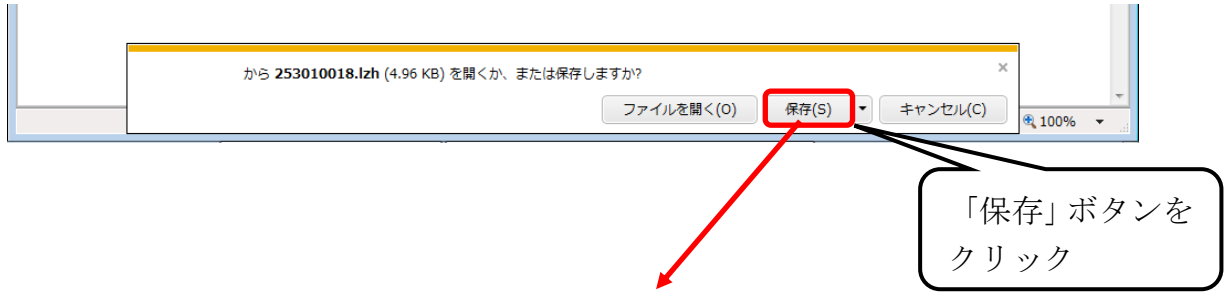 から 253010018.lzh (4.96 KB) を開くか、または保存しますか?
×
ファイルを開く(O) 保存(S) キャンセル(C)
100%
「保存」ボタンを
クリック